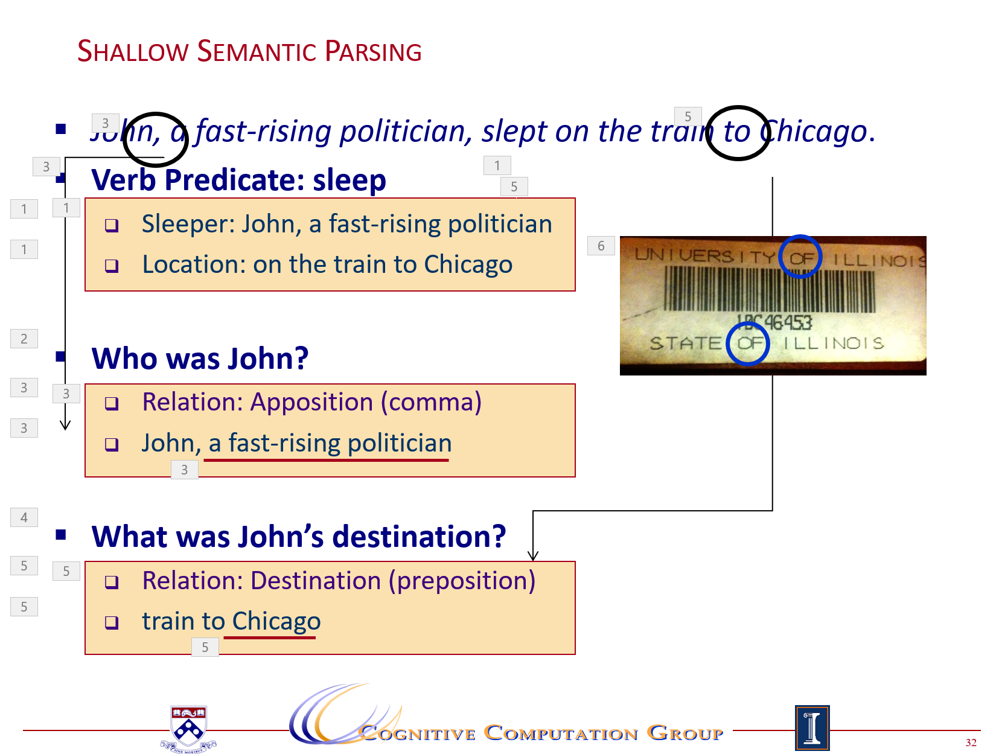 SHALLOW SEMANTIC PARSING
John, a fast-rising politician, slept on the train to Chicago.
3
5
3
1
5
Verb Predicate: sleep
1
1
Sleeper: John, a fast-rising politician
1
Location: on the train to Chicago
6
UNIVERSITY OF ILLINOIS
10C46453
STATE OF ILLINOIS
2
Who was John?
3
3
Relation: Apposition (comma)
3
John, a fast-rising politician
3
4
What was John’s destination?
5
5
Relation: Destination (preposition)
5
train to Chicago
5
COGNITIVE COMPUTATION GROUP
SINE MORIBUS
I
32